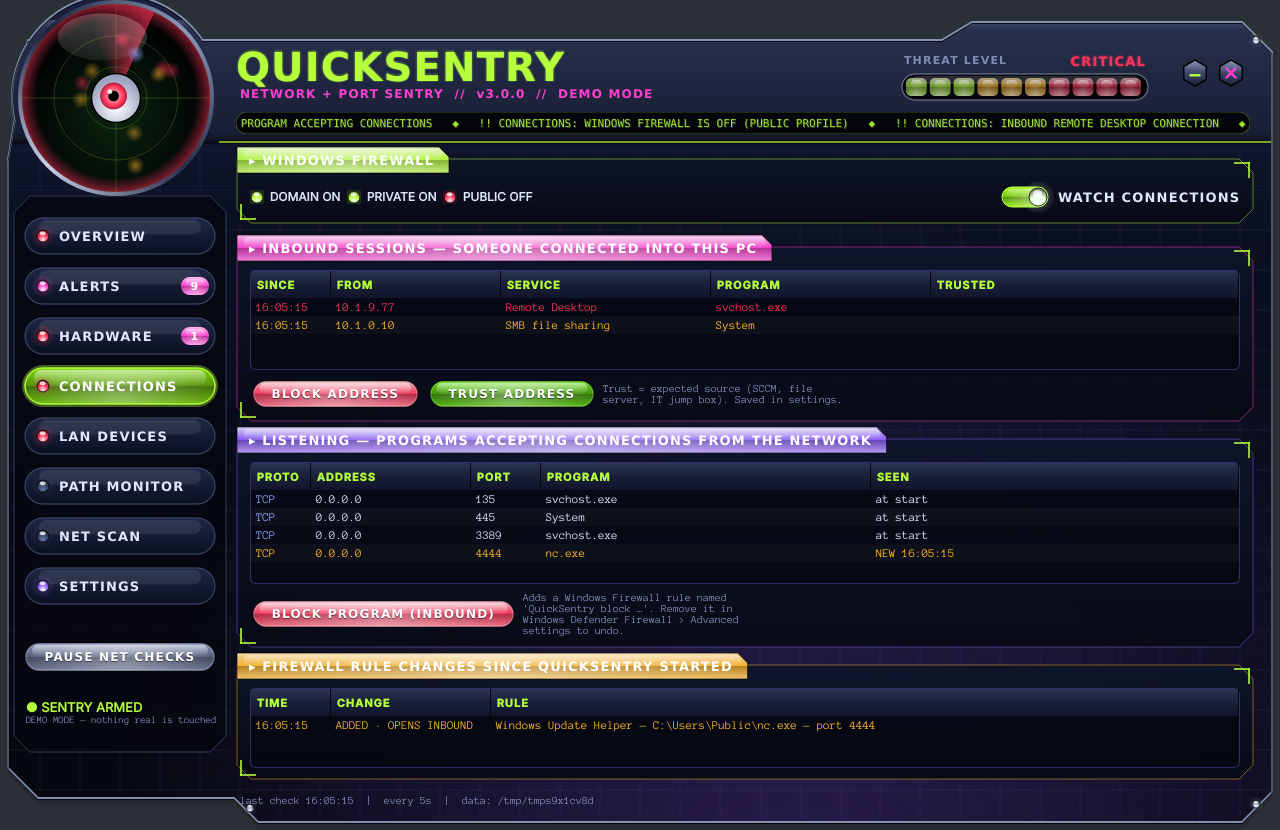 QUICKSENTRY
NETWORK + PORT SENTRY // v3.0.0 // DEMO MODE
THREAT LEVEL CRITICAL
PROGRAM ACCEPTING CONNECTIONS ◆ !! CONNECTIONS: WINDOWS FIREWALL IS OFF (PUBLIC PROFILE) ◆ !! CONNECTIONS: INBOUND REMOTE DESKTOP CONNECTION ◆
OVERVIEW
ALERTS 9
HARDWARE 1
CONNECTIONS
LAN DEVICES
PATH MONITOR
NET SCAN
SETTINGS
PAUSE NET CHECKS
● SENTRY ARMED
DEMO MODE — nothing real is touched
▸ WINDOWS FIREWALL
DOMAIN ON PRIVATE ON PUBLIC OFF
WATCH CONNECTIONS
▸ INBOUND SESSIONS — SOMEONE CONNECTED INTO THIS PC
SINCE FROM SERVICE PROGRAM TRUSTED
16:05:15 10.1.9.77 Remote Desktop svchost.exe
16:05:15 10.1.0.10 SMB file sharing System
BLOCK ADDRESS
TRUST ADDRESS
Trust = expected source (SCCM, file
server, IT jump box). Saved in settings.
▸ LISTENING — PROGRAMS ACCEPTING CONNECTIONS FROM THE NETWORK
PROTO ADDRESS PORT PROGRAM SEEN
TCP 0.0.0.0 135 svchost.exe at start
TCP 0.0.0.0 445 System at start
TCP 0.0.0.0 3389 svchost.exe at start
TCP 0.0.0.0 4444 nc.exe NEW 16:05:15
BLOCK PROGRAM (INBOUND)
Adds a Windows Firewall rule named
'QuickSentry block …'. Remove it in
Windows Defender Firewall › Advanced
settings to undo.
▸ FIREWALL RULE CHANGES SINCE QUICKSENTRY STARTED
TIME CHANGE RULE
16:05:15 ADDED · OPENS INBOUND Windows Update Helper — C:\Users\Public\nc.exe — port 4444
last check 16:05:15 | every 5s | data: /tmp/tmps9x1cv8d